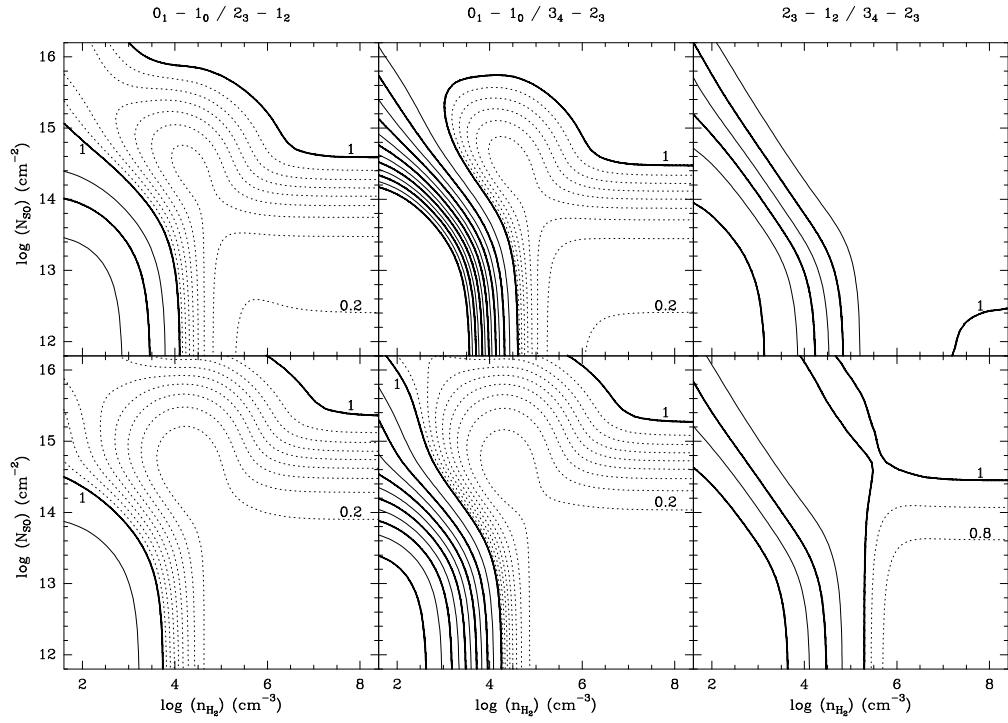 0₁ – 1₀ / 2₃ – 1₂
0₁ – 1₀ / 3₄ – 2₃
2₃ – 1₂ / 3₄ – 2₃
log (N_SO) (cm⁻²)
16
15
14
13
12
1
1
0.2
1
0.2
1
log (N_SO) (cm⁻²)
16
15
14
13
12
1
1
0.2
1
1
0.2
1
0.8
2 4 6 8
2 4 6 8
2 4 6 8
log (n_H₂) (cm⁻³)
log (n_H₂) (cm⁻³)
log (n_H₂) (cm⁻³)